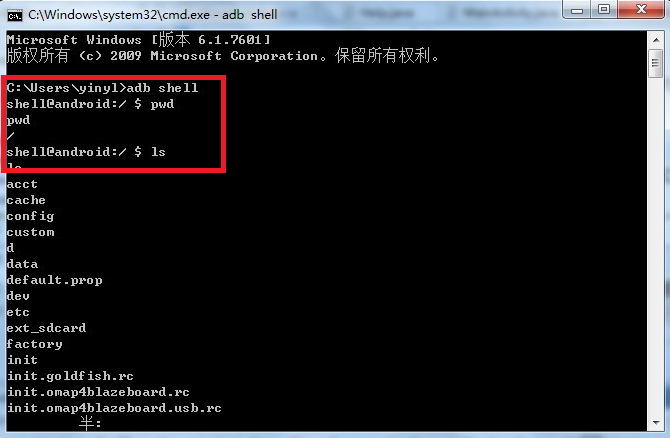 C:\Windows\system32\cmd.exe - adb  shell
Microsoft Windows [版本 6.1.7601]
版权所有 (c) 2009 Microsoft Corporation。保留所有权利。
C:\Users\yinyl>adb shell
shell@android:/ $ pwd
pwd
/
shell@android:/ $ ls
ls
acct
cache
config
custom
d
data
default.prop
dev
etc
ext_sdcard
factory
init
init.goldfish.rc
init.omap4blazeboard.rc
init.omap4blazeboard.usb.rc
半: